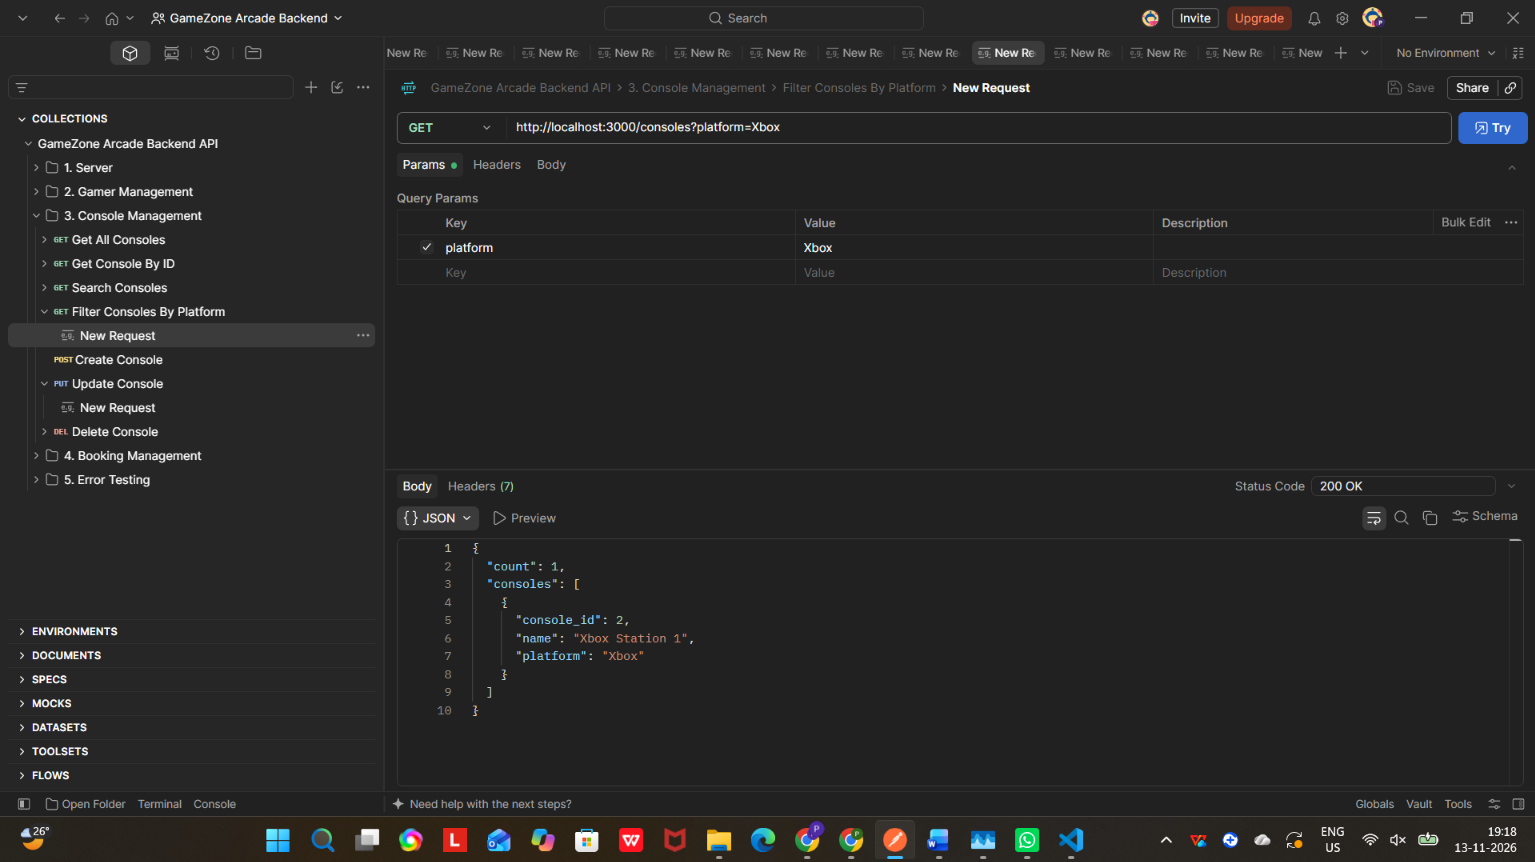 GameZone Arcade Backend
Search
Invite
Upgrade
New Re
New Re
New Re
New Re
New Re
New Re
New Re
New Re
New Re
New Re
New Re
New Re
New
No Environment
GameZone Arcade Backend API > 3. Console Management > Filter Consoles By Platform > New Request
Save
Share
COLLECTIONS
GameZone Arcade Backend API
1. Server
2. Gamer Management
3. Console Management
GET Get All Consoles
GET Get Console By ID
GET Search Consoles
GET Filter Consoles By Platform
e.g. New Request
POST Create Console
PUT Update Console
e.g. New Request
DEL Delete Console
4. Booking Management
5. Error Testing
ENVIRONMENTS
DOCUMENTS
SPECS
MOCKS
DATASETS
TOOLSETS
FLOWS
HTTP
GET
http://localhost:3000/consoles?platform=Xbox
Try
Params
Headers
Body
Query Params
Key Value Description Bulk Edit
platform Xbox
Key Value Description
Body Headers (7)
Status Code 200 OK
{} JSON
Preview
Schema
1 {
2 "count": 1,
3 "consoles": [
4 {
5 "console_id": 2,
6 "name": "Xbox Station 1",
7 "platform": "Xbox"
8 }
9 ]
10 }
Open Folder Terminal Console
Need help with the next steps?
Globals Vault Tools
26°
ENG
US
19:18
13-11-2026